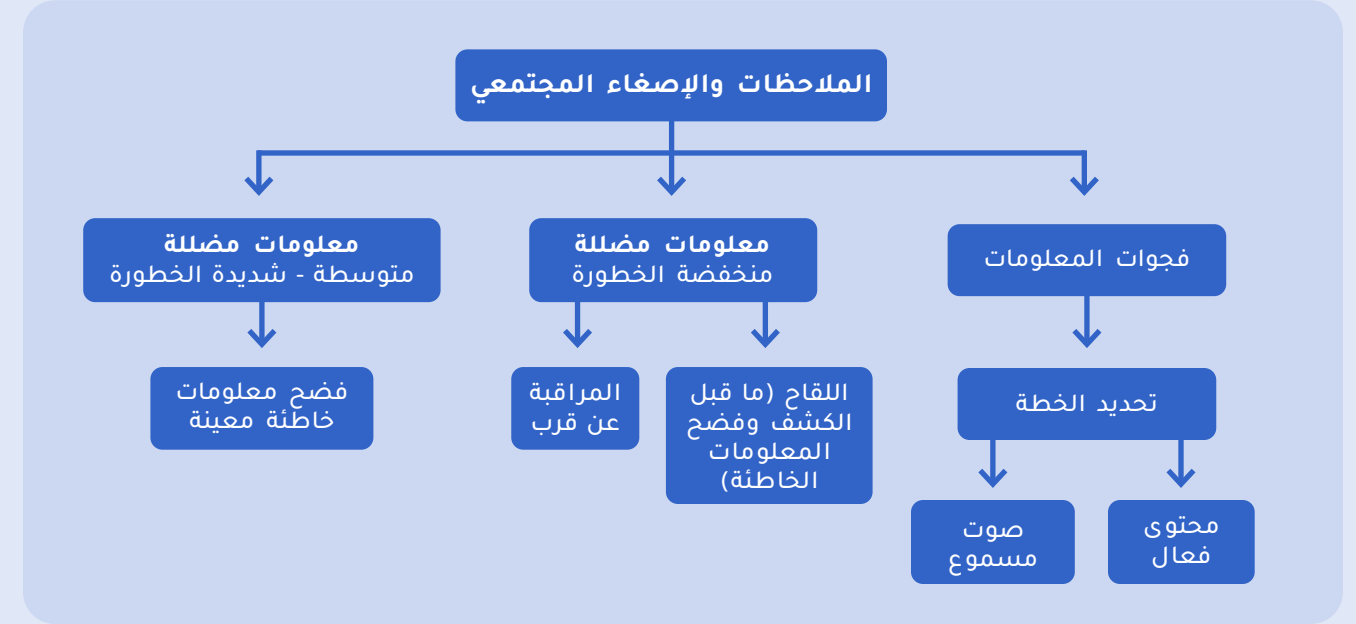 الملاحظات والإصغاء المجتمعي
فجوات المعلومات
معلومات مضللة
منخفضة الخطورة
معلومات مضللة
متوسطة - شديدة الخطورة
تحديد الخطة
اللقاح (ما قبل
الكشف وفضح
المعلومات
الخاطئة)
المراقبة
عن قرب
فضح معلومات
خاطئة معينة
محتوى
فعال
صوت
مسموع